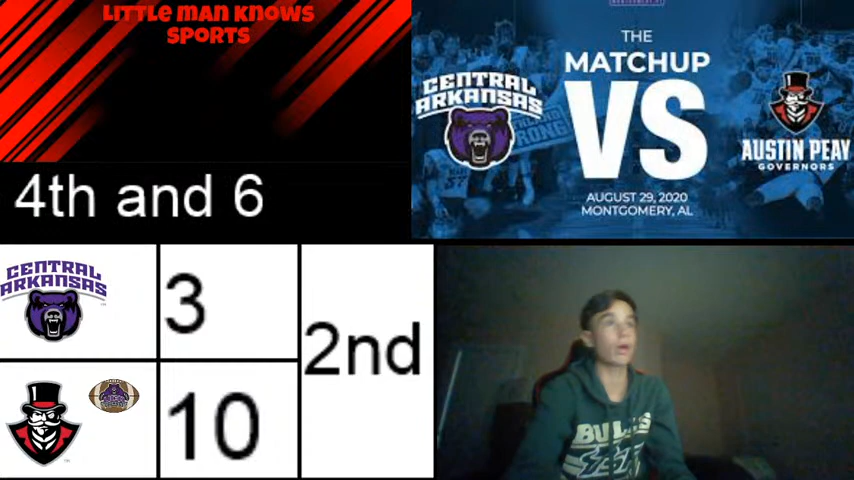 LITTLE MAN KNOWS
SPORTS
THE
MATCHUP
VS
CENTRAL
ARKANSAS
AUSTIN PEAY
GOVERNORS
AUGUST 29, 2020
MONTGOMERY, AL
4th and 6
CENTRAL
ARKANSAS
3
2nd
10
BULLS